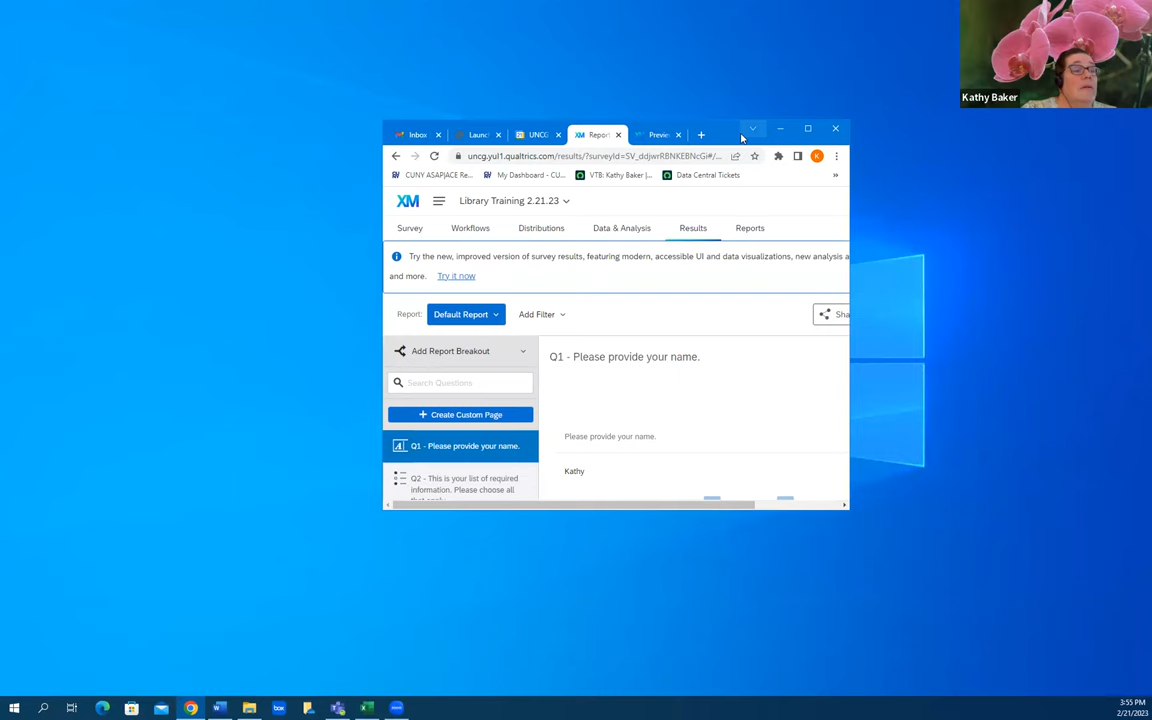 Kathy Baker
Inbox
Launc
UNCG
Report
Previe
uncg.yul1.qualtrics.com/results/?surveyId=SV_ddjwrRBNKEBNcGi#/...
CUNY ASAP|ACE Re...
My Dashboard - CU...
VTB: Kathy Baker |...
Data Central Tickets
XM
Library Training 2.21.23
Survey
Workflows
Distributions
Data & Analysis
Results
Reports
Try the new, improved version of survey results, featuring modern, accessible UI and data visualizations, new analysis a
and more. Try it now
Report:
Default Report
Add Filter
Sha
Add Report Breakout
Search Questions
+ Create Custom Page
Q1 - Please provide your name.
Q2 - This is your list of required
information. Please choose all
Q1 - Please provide your name.
Please provide your name.
Kathy
3:55 PM
2/21/2023